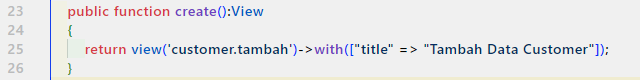 23 public function create():View
24 {
25 return view('customer.tambah')->with(["title" => "Tambah Data Customer"]);
26 }